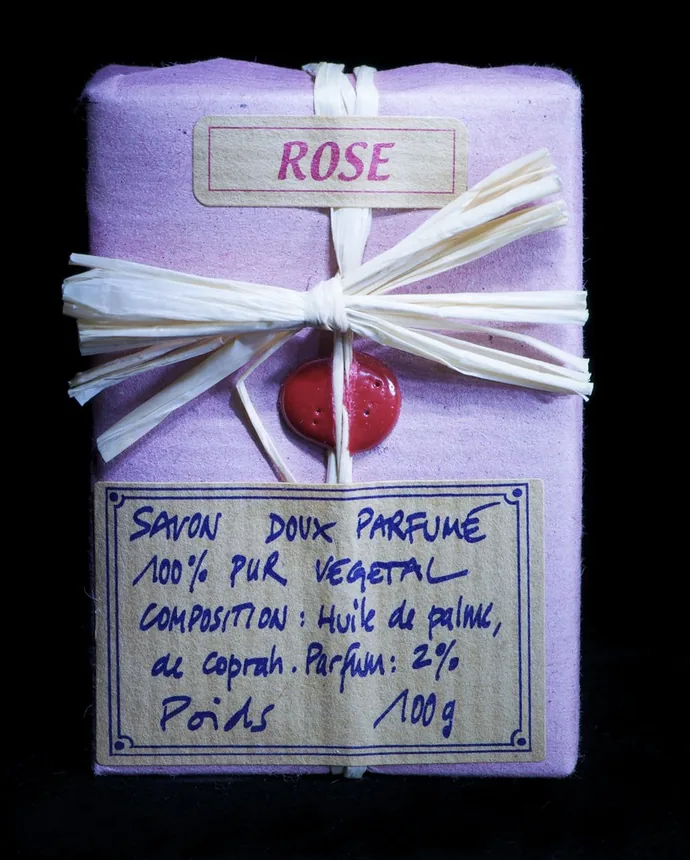 ROSE
SAVON DOUX PARFUMÉ
100% PUR VEGETAL
COMPOSITION : Huile de palme,
de coprah. Parfum: 2%
Poids 100g